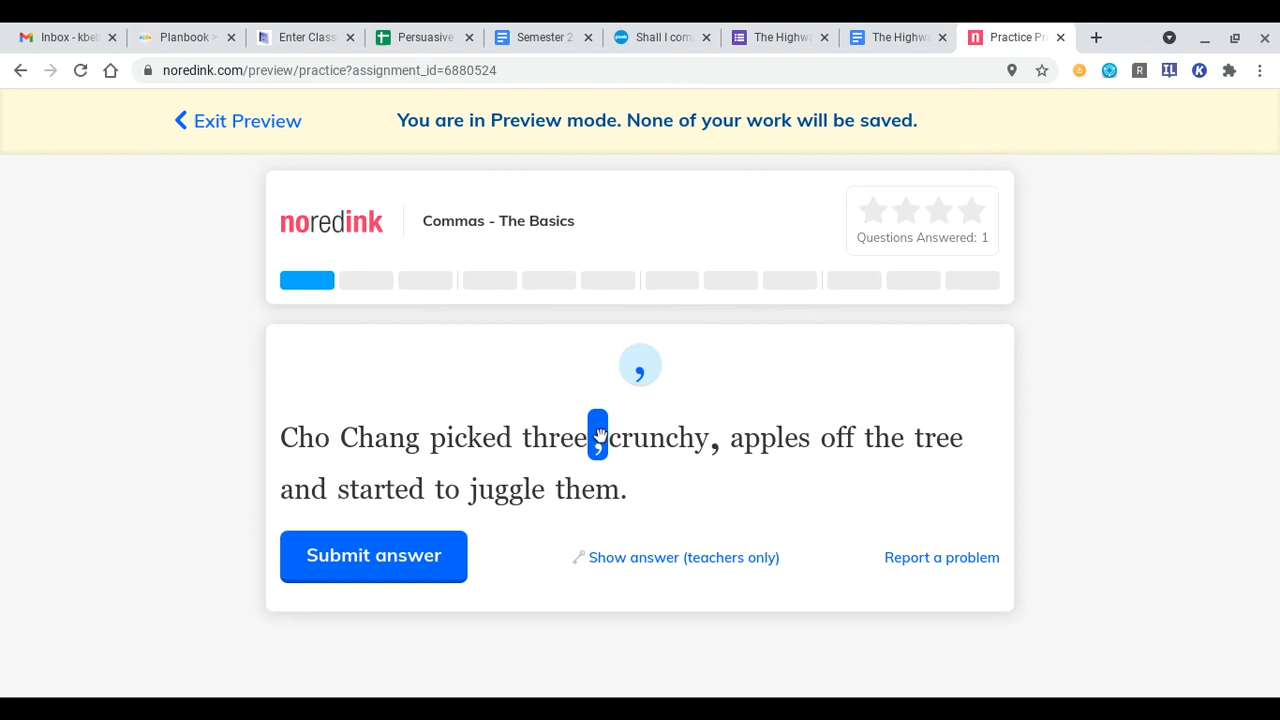 Inbox - kbel
Planbook >
Enter Class
Persuasive
Semester 2
Shall I com
The Highw
The Highw
Practice Pr
noredink.com/preview/practice?assignment_id=6880524
R
IL
K
Exit Preview
You are in Preview mode. None of your work will be saved.
noredink
Commas - The Basics
Questions Answered: 1
,
Cho Chang picked three, crunchy, apples off the tree
and started to juggle them.
Submit answer
Show answer (teachers only)
Report a problem